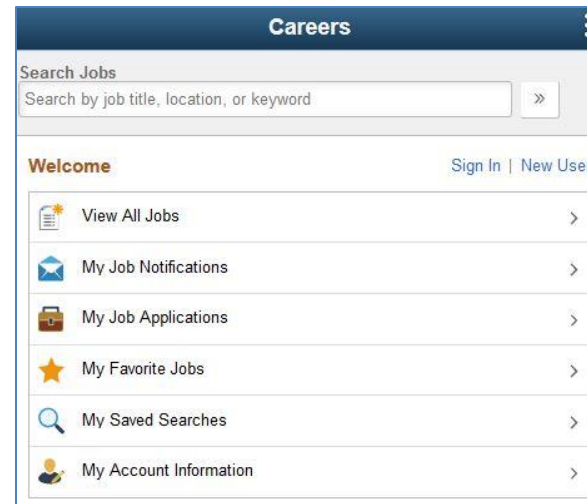 Careers
Search Jobs
Search by job title, location, or keyword
»
Welcome
Sign In | New Use
View All Jobs
My Job Notifications
My Job Applications
My Favorite Jobs
My Saved Searches
My Account Information